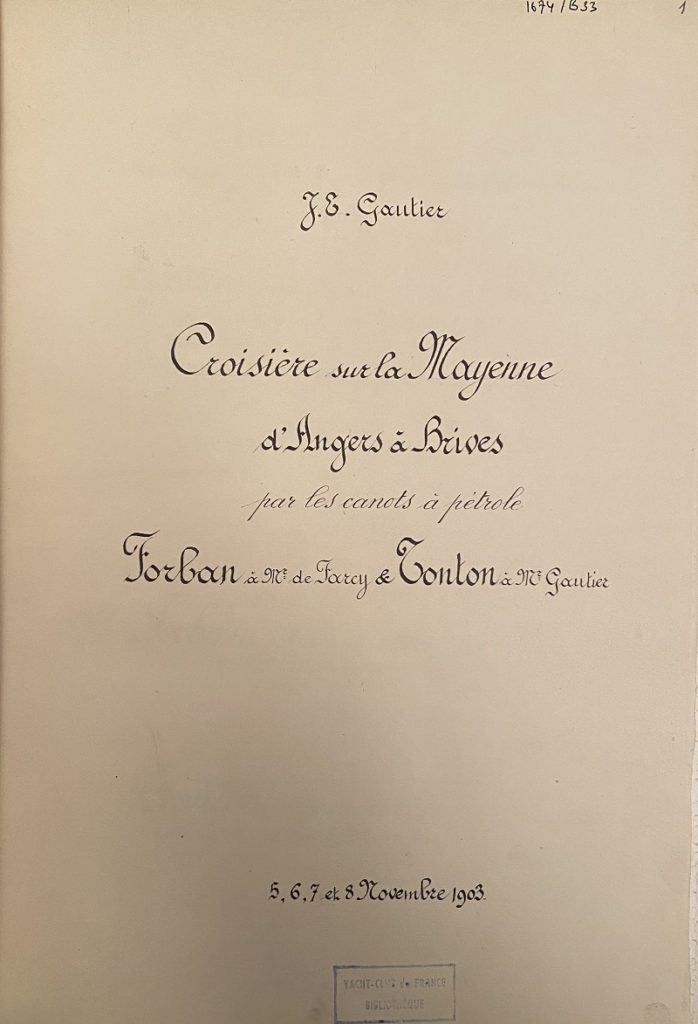 1674/B33 1
J. E. Gautier
Croisière sur la Mayenne
d'Angers à Brives
par les canots à pétrole
Forban à Mr. de Farcy & Tonton à Mr Gautier
5, 6, 7 et 8 Novembre 1903.
YACHT-CLUB de FRANCE
BIBLIOTHÈQUE